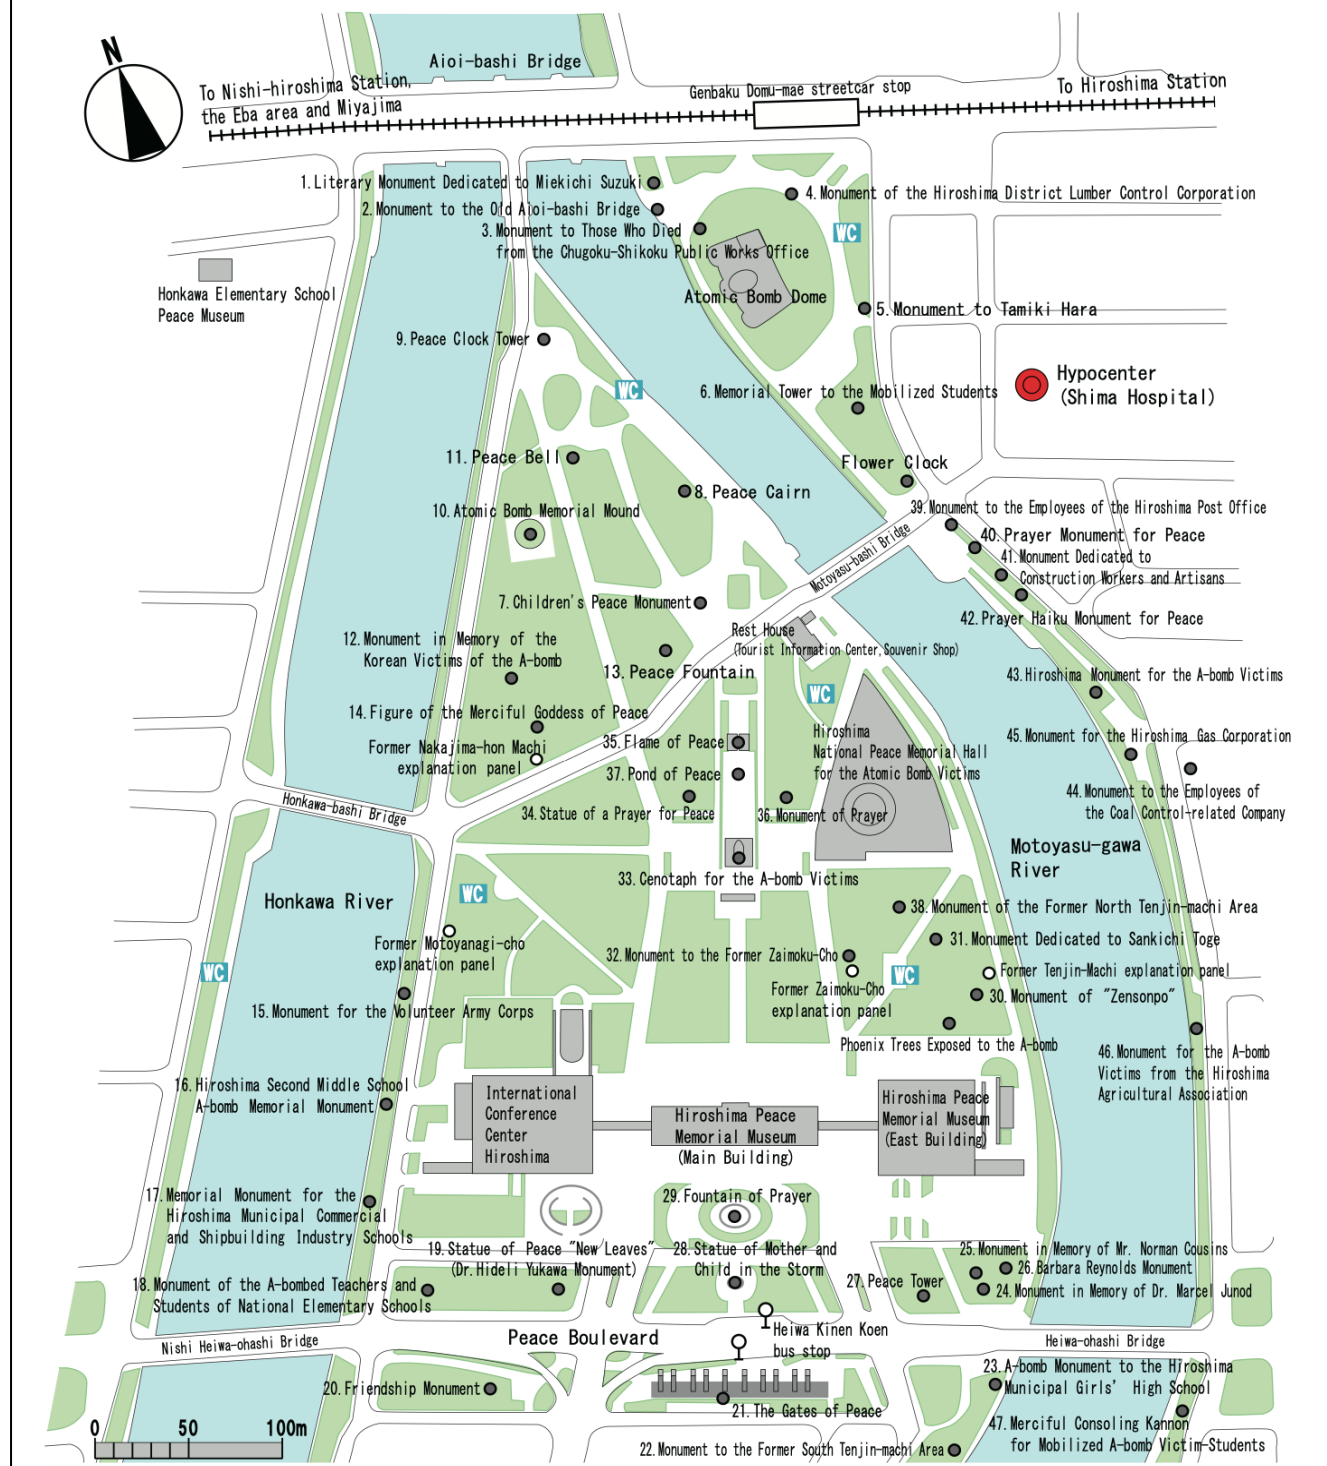 N
Aioi-bashi Bridge
To Nishi-hiroshima Station,
the Eba area and Miyajima
Genbaku Domu-mae streetcar stop
To Hiroshima Station
1. Literary Monument Dedicated to Miekichi Suzuki
2. Monument to the Old Aioi-bashi Bridge
3. Monument to Those Who Died
from the Chugoku-Shikoku Public Works Office
4. Monument of the Hiroshima District Lumber Control Corporation
WC
Honkawa Elementary School
Peace Museum
Atomic Bomb Dome
5. Monument to Tamiki Hara
9. Peace Clock Tower
WC
6. Memorial Tower to the Mobilized Students
Hypocenter
(Shima Hospital)
11. Peace Bell
Flower Clock
8. Peace Cairn
10. Atomic Bomb Memorial Mound
39. Monument to the Employees of the Hiroshima Post Office
40. Prayer Monument for Peace
41. Monument Dedicated to
Construction Workers and Artisans
Motoyasu-bashi Bridge
7. Children's Peace Monument
42. Prayer Haiku Monument for Peace
12. Monument in Memory of the
Korean Victims of the A-bomb
Rest House
(Tourist Information Center, Souvenir Shop)
13. Peace Fountain
43. Hiroshima Monument for the A-bomb Victims
WC
14. Figure of the Merciful Goddess of Peace
Former Nakajima-hon Machi
explanation panel
35. Flame of Peace
Hiroshima
National Peace Memorial Hall
for the Atomic Bomb Victims
45. Monument for the Hiroshima Gas Corporation
37. Pond of Peace
44. Monument to the Employees of
the Coal Control-related Company
Honkawa-bashi Bridge
34. Statue of a Prayer for Peace
36. Monument of Prayer
Motoyasu-gawa
River
33. Cenotaph for the A-bomb Victims
Honkawa River
WC
38. Monument of the Former North Tenjin-machi Area
Former Motoyanagi-cho
explanation panel
31. Monument Dedicated to Sankichi Toge
32. Monument to the Former Zaimoku-Cho
WC
WC
Former Tenjin-Machi explanation panel
Former Zaimoku-Cho
explanation panel
30. Monument of "Zensonpo"
15. Monument for the Volunteer Army Corps
Phoenix Trees Exposed to the A-bomb
46. Monument for the A-bomb
Victims from the Hiroshima
Agricultural Association
16. Hiroshima Second Middle School
A-bomb Memorial Monument
International
Conference
Center
Hiroshima
Hiroshima Peace
Memorial Museum
(Main Building)
Hiroshima Peace
Memorial Museum
(East Building)
17. Memorial Monument for the
Hiroshima Municipal Commercial
and Shipbuilding Industry Schools
29. Fountain of Prayer
19. Statue of Peace "New Leaves"
(Dr. Hideli Yukawa Monument)
28. Statue of Mother and
Child in the Storm
25. Monument in Memory of Mr. Norman Cousins
26. Barbara Reynolds Monument
27. Peace Tower
24. Monument in Memory of Dr. Marcel Junod
18. Monument of the A-bombed Teachers and
Students of National Elementary Schools
Nishi Heiwa-ohashi Bridge
Peace Boulevard
Heiwa Kinen Koen
bus stop
Heiwa-ohashi Bridge
23. A-bomb Monument to the Hiroshima
Municipal Girls' High School
20. Friendship Monument
21. The Gates of Peace
47. Merciful Consoling Kannon
for Mobilized A-bomb Victim-Students
22. Monument to the Former South Tenjin-machi Area
0 50 100m